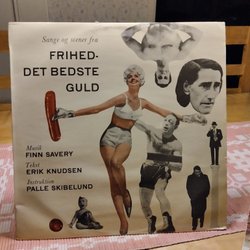 Sange og scener fra
FRIHED-
DET BEDSTE
GULD
Musik
FINN SAVERY
Tekst
ERIK KNUDSEN
Instruktion
PALLE SKIBELUND